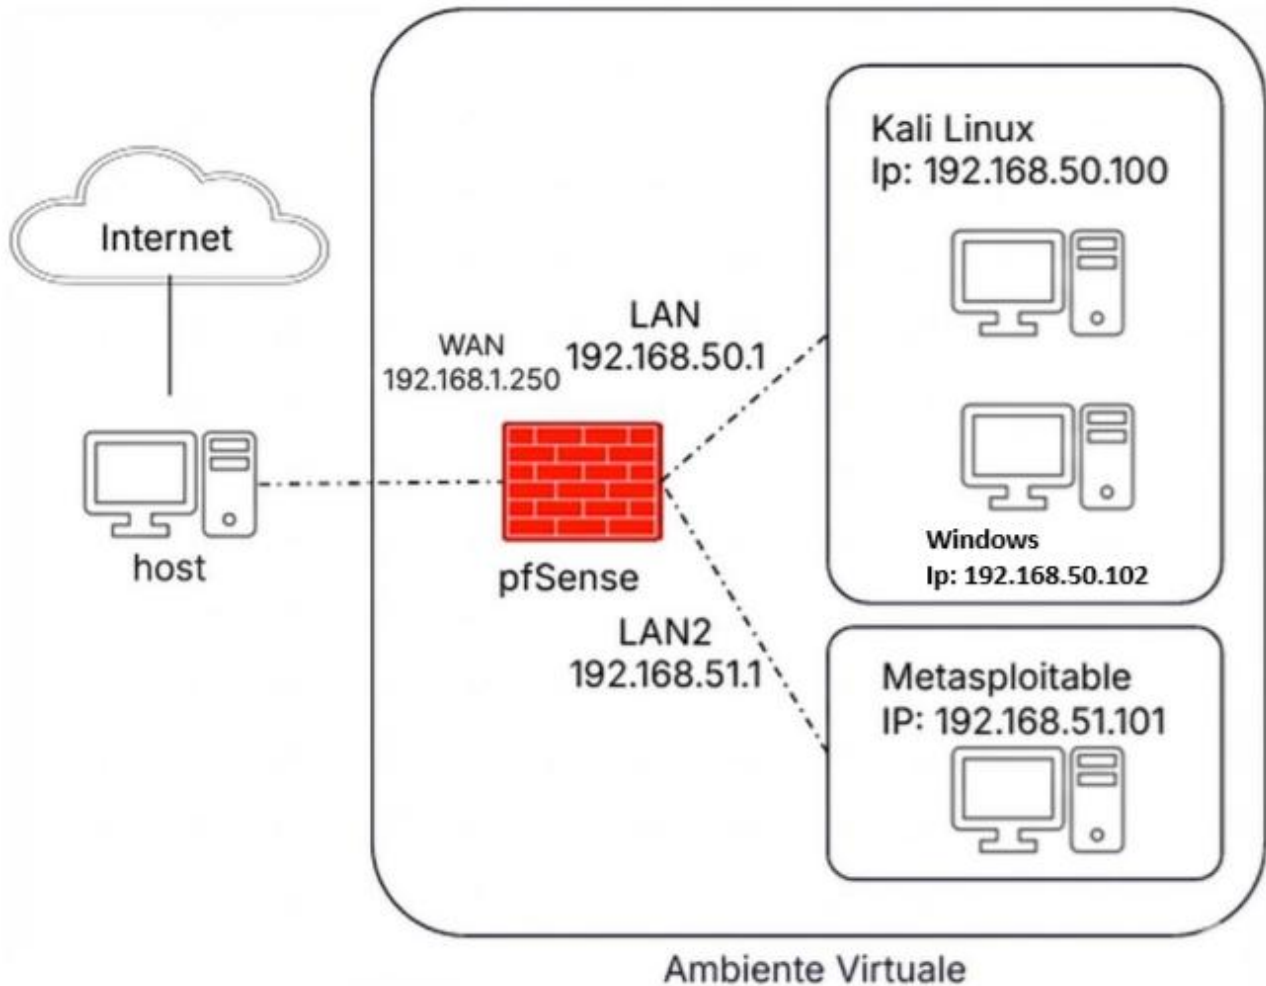 Kali Linux
Ip: 192.168.50.100
Internet
LAN
192.168.50.1
WAN
192.168.1.250
Windows
Ip: 192.168.50.102
host
pfSense
LAN2
192.168.51.1
Metasploitable
IP: 192.168.51.101
Ambiente Virtuale